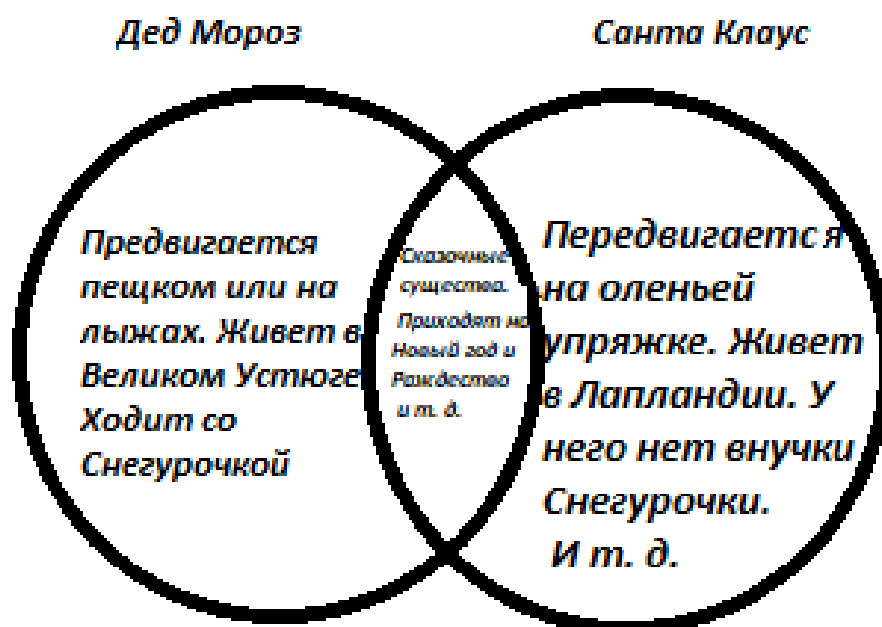 Дед Мороз
Санта Клаус
Предвигается
пещком или на
лыжах. Живет в
Великом Устюге
Ходит со
Снегурочкой
Сказочные
существа.
Приходят на
Новый год и
Рождество
и т. д.
Передвигается
на оленьей
упряжке. Живет
в Лапландии. У
него нет внучки
Снегурочки.
И т. д.